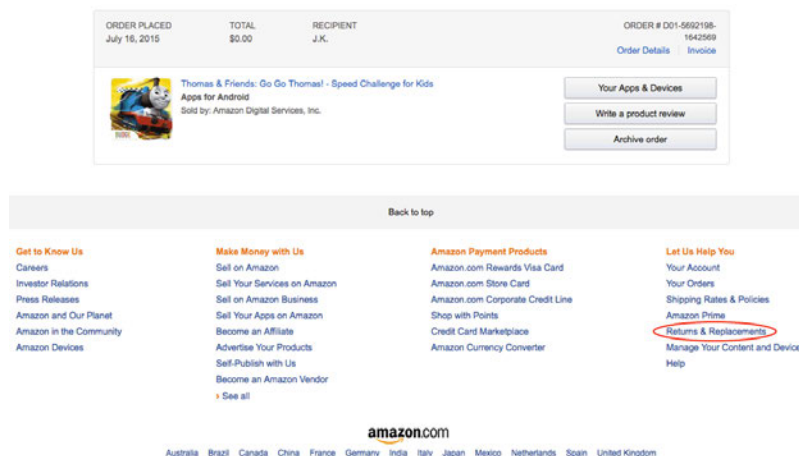 ORDER PLACED
July 16, 2015
TOTAL
$0.00
RECIPIENT
J.K.
ORDER # D01-5692198-
1642569
Order Details
Invoice
Thomas & Friends: Go Go Thomas! - Speed Challenge for Kids
Apps for Android
Sold by: Amazon Digital Services, Inc.
Your Apps & Devices
Write a product review
Archive order
Back to top
Get to Know Us
Careers
Investor Relations
Press Releases
Amazon and Our Planet
Amazon in the Community
Amazon Devices
Make Money with Us
Sell on Amazon
Sell Your Services on Amazon
Sell on Amazon Business
Sell Your Apps on Amazon
Become an Affiliate
Advertise Your Products
Self-Publish with Us
Become an Amazon Vendor
› See all
Amazon Payment Products
Amazon.com Rewards Visa Card
Amazon.com Store Card
Amazon.com Corporate Credit Line
Shop with Points
Credit Card Marketplace
Amazon Currency Converter
Let Us Help You
Your Account
Your Orders
Shipping Rates & Policies
Amazon Prime
Returns & Replacements
Manage Your Content and Device
Help
amazon.com
Australia Brazil Canada China France Germany India Italy Japan Mexico Netherlands Spain United Kingdom